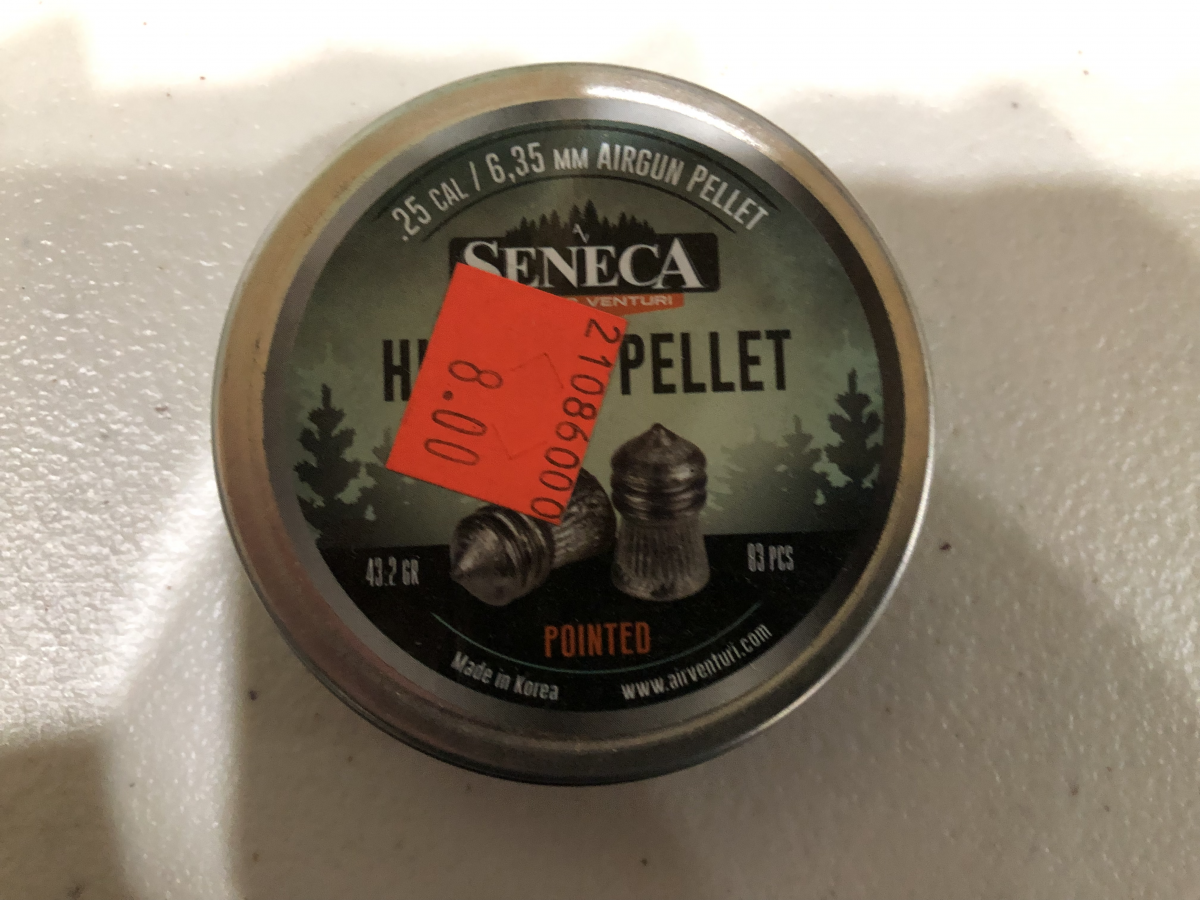 .25 CAL / 6,35 MM AIRGUN PELLET
SENECA
VENTURI
PELLET
8.00
21086000
43.2 GR
83 PCS
POINTED
Made in Korea
www.airventuri.com